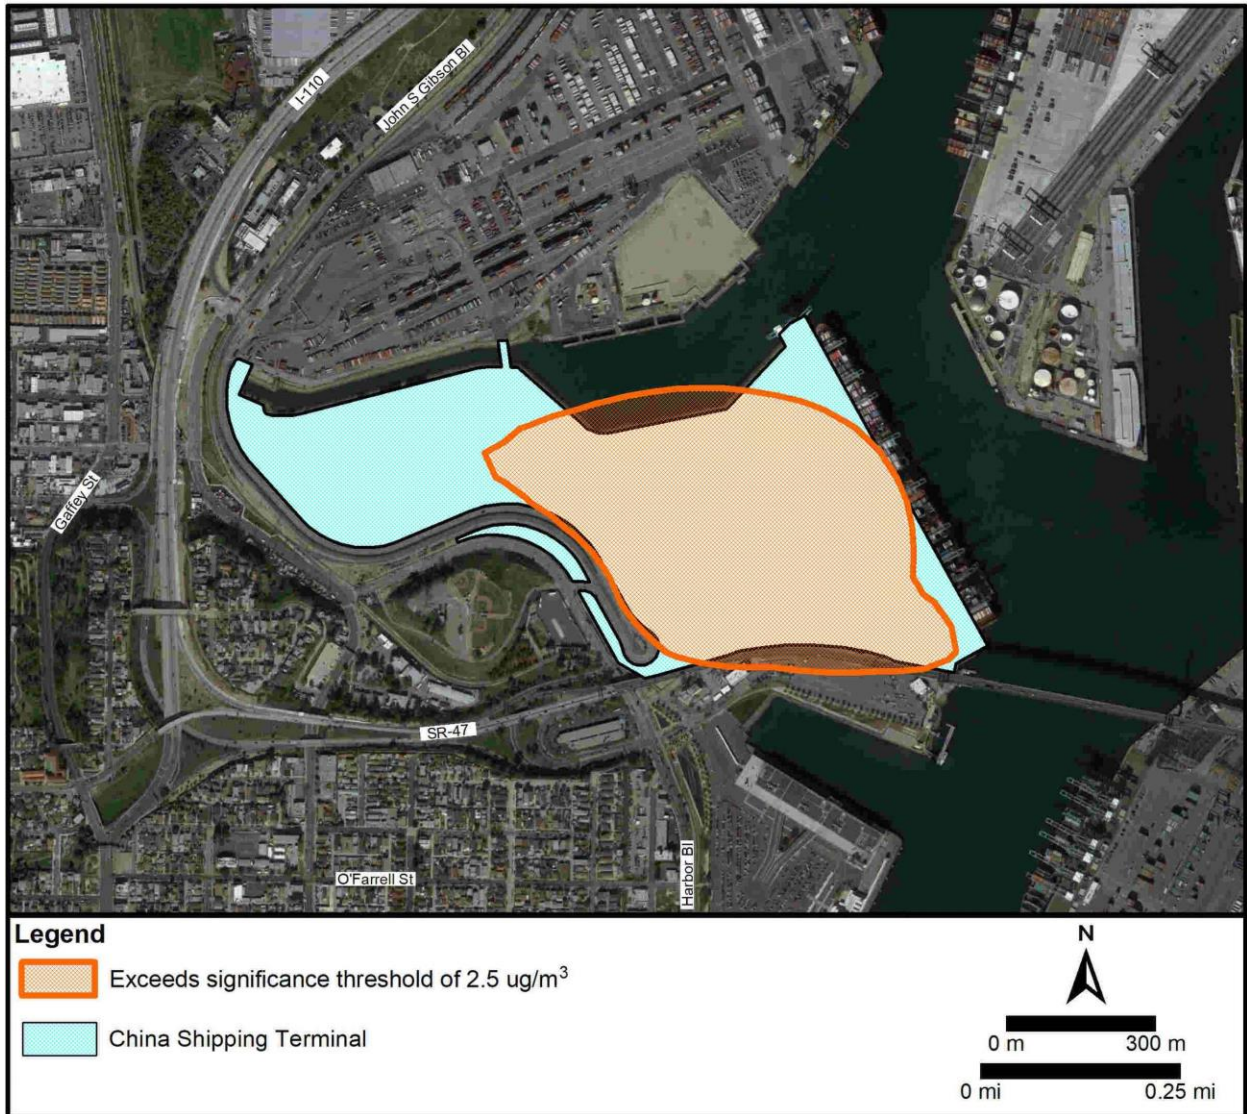 I-110
John S Gibson Bl
Gaffey St
SR-47
O'Farrell St
Harbor Bl
Legend
Exceeds significance threshold of 2.5 ug/m³
China Shipping Terminal
N
0 m 300 m
0 mi 0.25 mi